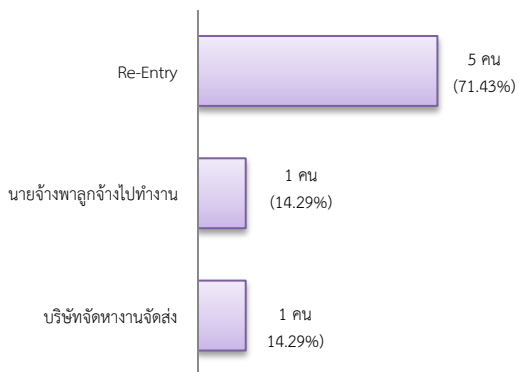 Re-Entry
5 คน
(71.43%)
นายจ้างพาลูกจ้างไปทำงาน
1 คน
(14.29%)
บริษัทจัดหางานจัดส่ง
1 คน
14.29%)